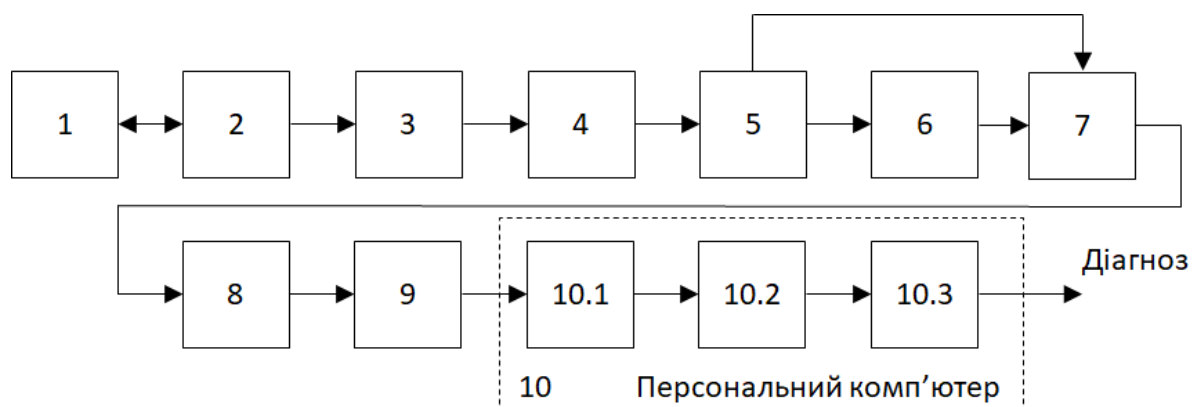 1 2 3 4 5 6 7
Діагноз
8 9 10.1 10.2 10.3
10 Персональний комп’ютер